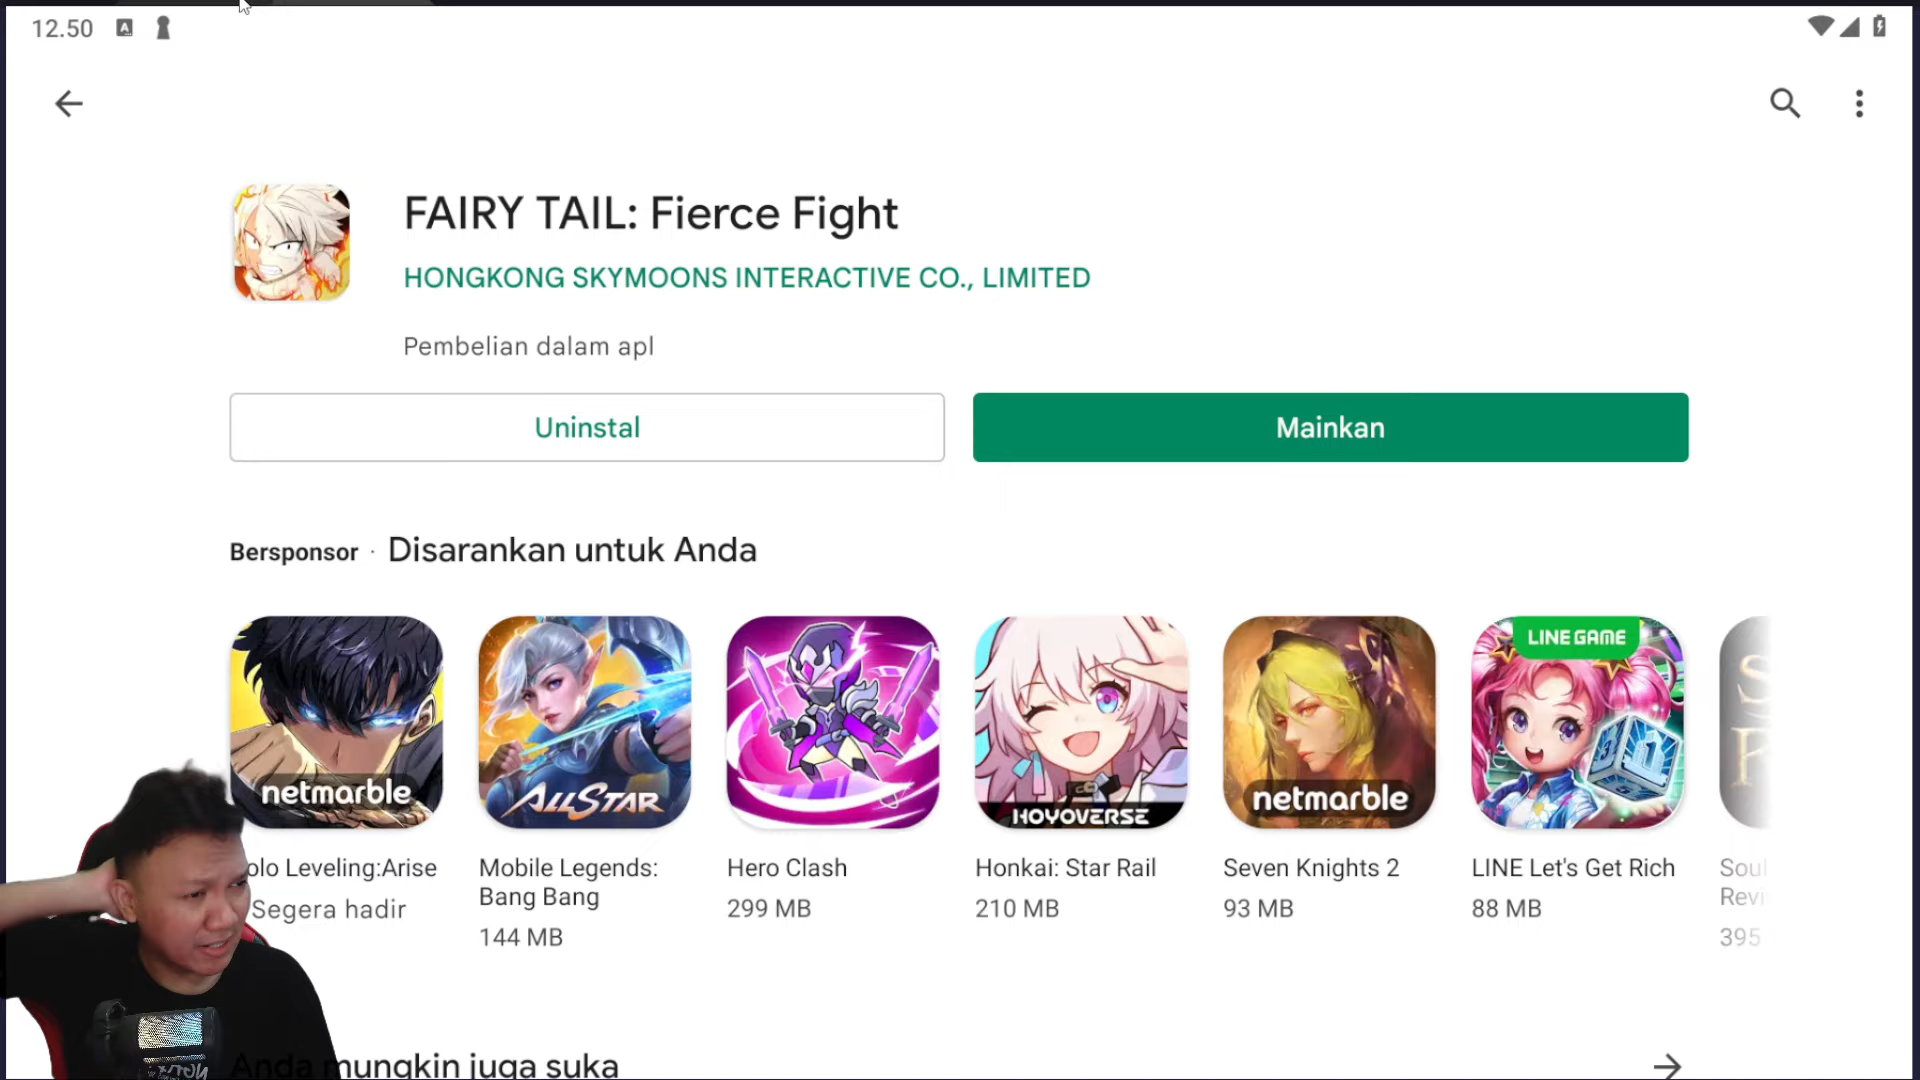 12.50
FAIRY TAIL: Fierce Fight
HONGKONG SKYMOONS INTERACTIVE CO., LIMITED
Pembelian dalam apl
Uninstal
Mainkan
Bersponsor · Disarankan untuk Anda
netmarble
ALLSTAR
HOYOVERSE
netmarble
LINE GAME
olo Leveling:Arise
Segera hadir
Mobile Legends:
Bang Bang
144 MB
Hero Clash
299 MB
Honkai: Star Rail
210 MB
Seven Knights 2
93 MB
LINE Let's Get Rich
88 MB
Soul
Revi
395
Anda mungkin juga suka